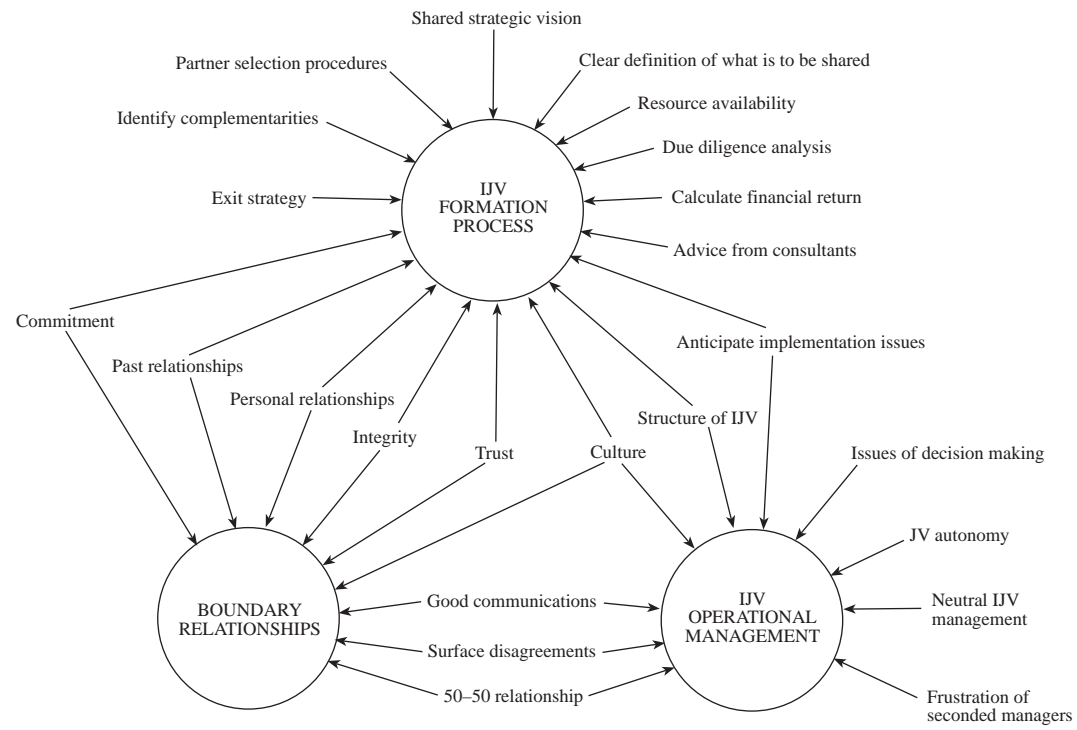 Shared strategic vision
Partner selection procedures
Clear definition of what is to be shared
Resource availability
Identify complementarities
Due diligence analysis
Exit strategy
Calculate financial return
IJV
FORMATION
PROCESS
Advice from consultants
Commitment
Anticipate implementation issues
Past relationships
Personal relationships
Structure of IJV
Integrity
Trust
Culture
Issues of decision making
JV autonomy
BOUNDARY
RELATIONSHIPS
Good communications
IJV
OPERATIONAL
MANAGEMENT
Neutral IJV
management
Surface disagreements
50–50 relationship
Frustration of
seconded managers